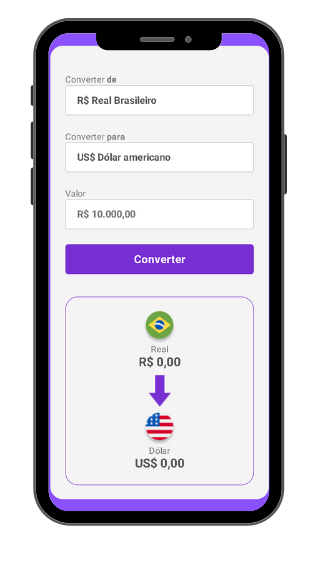 Converter de
R$ Real Brasileiro
Converter para
US$ Dólar americano
Valor
R$ 10.000,00
Converter
Real
R$ 0,00
Dólar
US$ 0,00